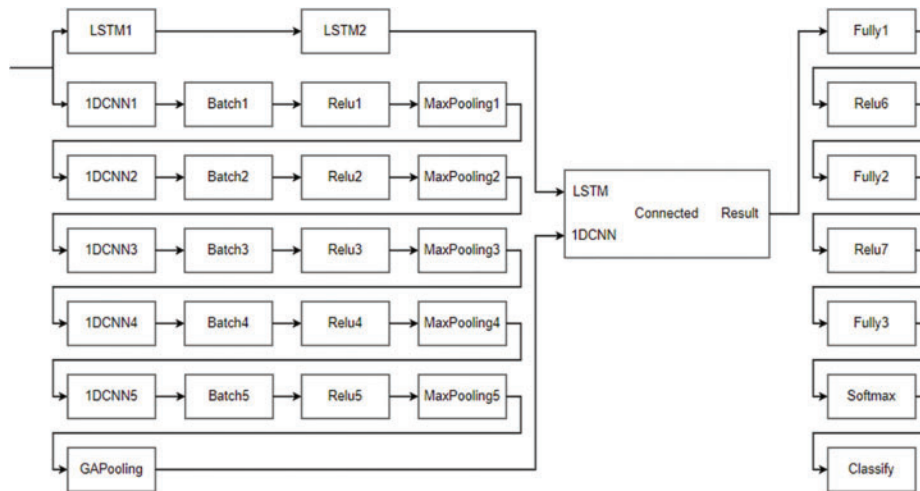 LSTM1
LSTM2
1DCNN1
Batch1
Relu1
MaxPooling1
1DCNN2
Batch2
Relu2
MaxPooling2
1DCNN3
Batch3
Relu3
MaxPooling3
1DCNN4
Batch4
Relu4
MaxPooling4
1DCNN5
Batch5
Relu5
MaxPooling5
GAPooling
LSTM
Connected
Result
1DCNN
Fully1
Relu6
Fully2
Relu7
Fully3
Softmax
Classify